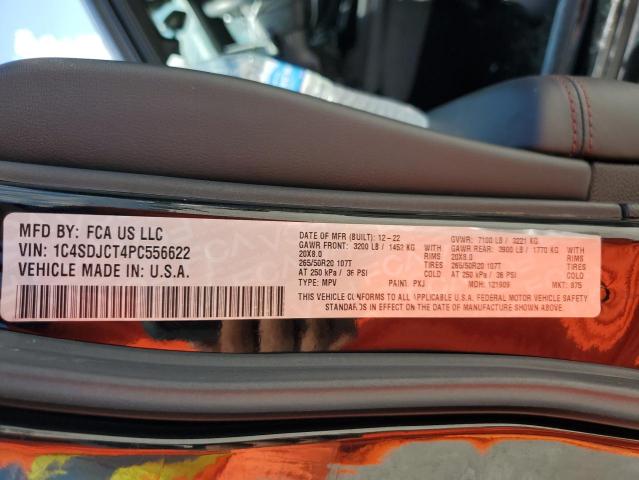 MFD BY: FCA US LLC
VIN: 1C4SDJCT4PC556622
VEHICLE MADE IN: U.S.A.
DATE OF MFR (BUILT): 12-22 GVWR: 7100 LB / 3221 KG
GAWR FRONT: 3200 LB / 1452 KG WITH GAWR REAR: 3900 LB / 1770 KG WITH
20X8.0 RIMS 20X8.0 RIMS
265/50R20 107T TIRES 265/50R20 107T TIRES
AT 250 kPa / 36 PSI COLD AT 250 kPa / 36 PSI COLD
TYPE: MPV PAINT: PXJ MDH: 121909 MKT: 875
THIS VEHICLE CONFORMS TO ALL APPLICABLE U.S.A. FEDERAL MOTOR VEHICLE SAFETY
STANDARDS IN EFFECT ON THE DATE OF MANUFACTURE SHOWN ABOVE.